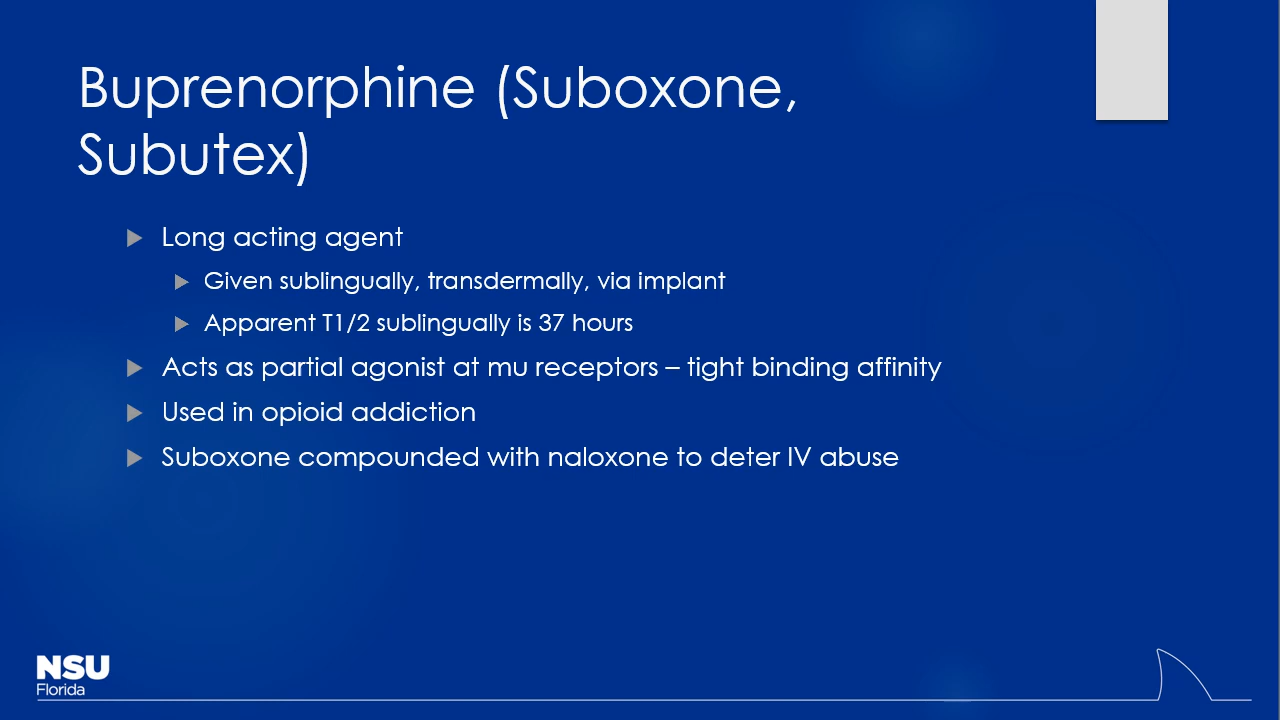 Buprenorphine (Suboxone,
Subutex)
Long acting agent
Given sublingually, transdermally, via implant
Apparent T1/2 sublingually is 37 hours
Acts as partial agonist at mu receptors – tight binding affinity
Used in opioid addiction
Suboxone compounded with naloxone to deter IV abuse
NSU
Florida